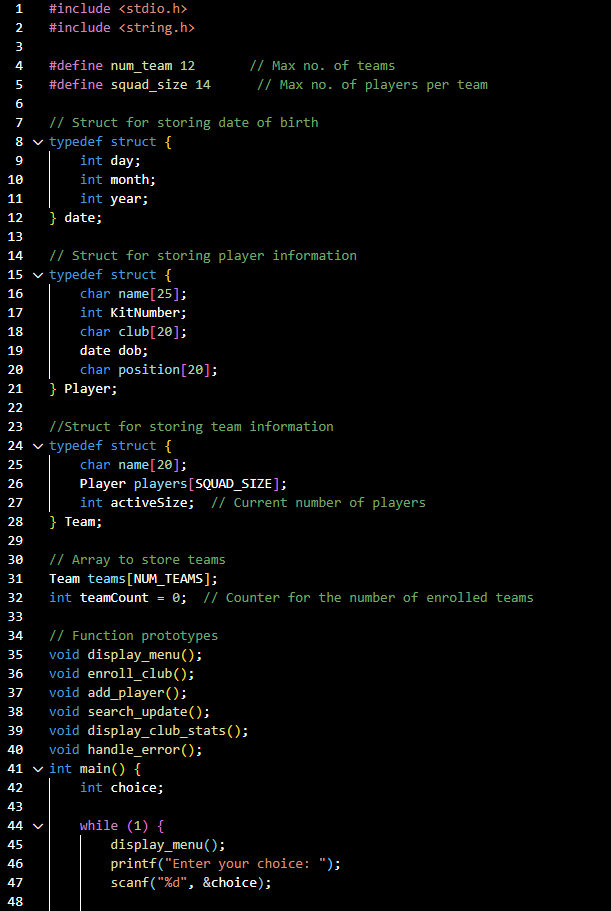 1 #include <stdio.h>
2 #include <string.h>
3
4 #define num_team 12       // Max no. of teams
5 #define squad_size 14      // Max no. of players per team
6
7 // Struct for storing date of birth
8 typedef struct {
9     int day;
10     int month;
11     int year;
12 } date;
13
14 // Struct for storing player information
15 typedef struct {
16     char name[25];
17     int KitNumber;
18     char club[20];
19     date dob;
20     char position[20];
21 } Player;
22
23 //Struct for storing team information
24 typedef struct {
25     char name[20];
26     Player players[SQUAD_SIZE];
27     int activeSize;  // Current number of players
28 } Team;
29
30 // Array to store teams
31 Team teams[NUM_TEAMS];
32 int teamCount = 0;  // Counter for the number of enrolled teams
33
34 // Function prototypes
35 void display_menu();
36 void enroll_club();
37 void add_player();
38 void search_update();
39 void display_club_stats();
40 void handle_error();
41 int main() {
42     int choice;
43
44     while (1) {
45         display_menu();
46         printf("Enter your choice: ");
47         scanf("%d", &choice);
48